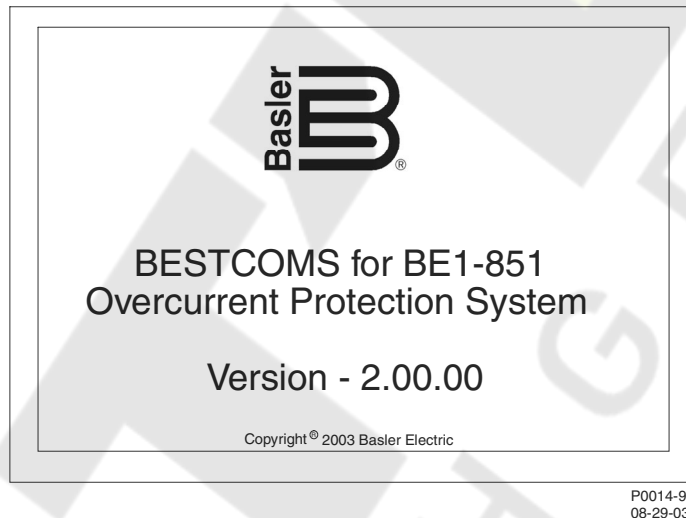 Basler
®
BESTCOMS for BE1-851
Overcurrent Protection System
Version - 2.00.00
Copyright ® 2003 Basler Electric
P0014-9
08-29-03